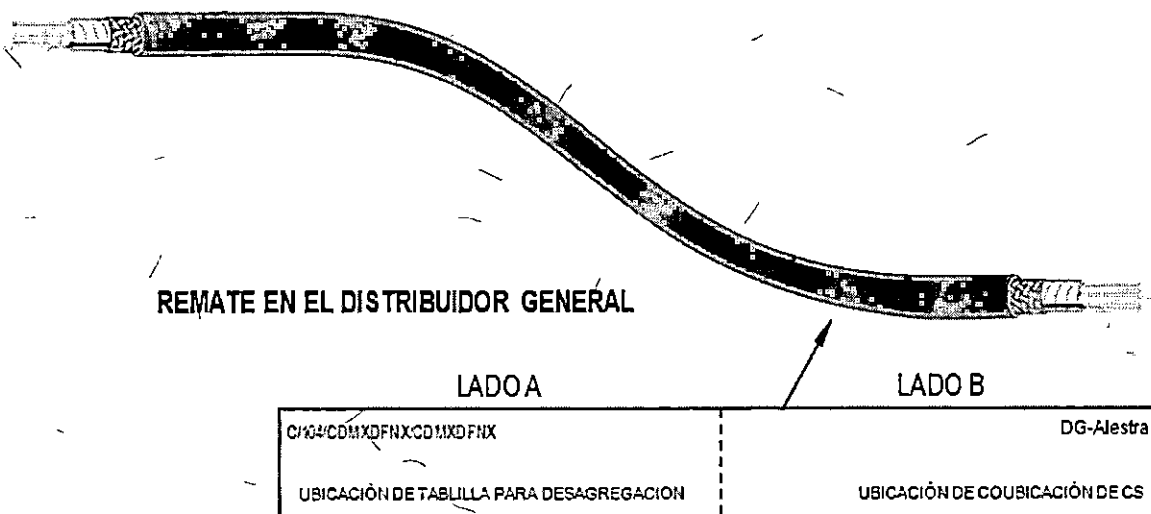 REMATE EN EL DISTRIBUIDOR GENERAL
LADO A
LADO B
C/104/CDMXDFNX/CDMXDFNX
DG-Alestra
UBICACIÓN DE TABLILLA PARA DESAGREGACION
UBICACIÓN DE COUBICACIÓN DE CS